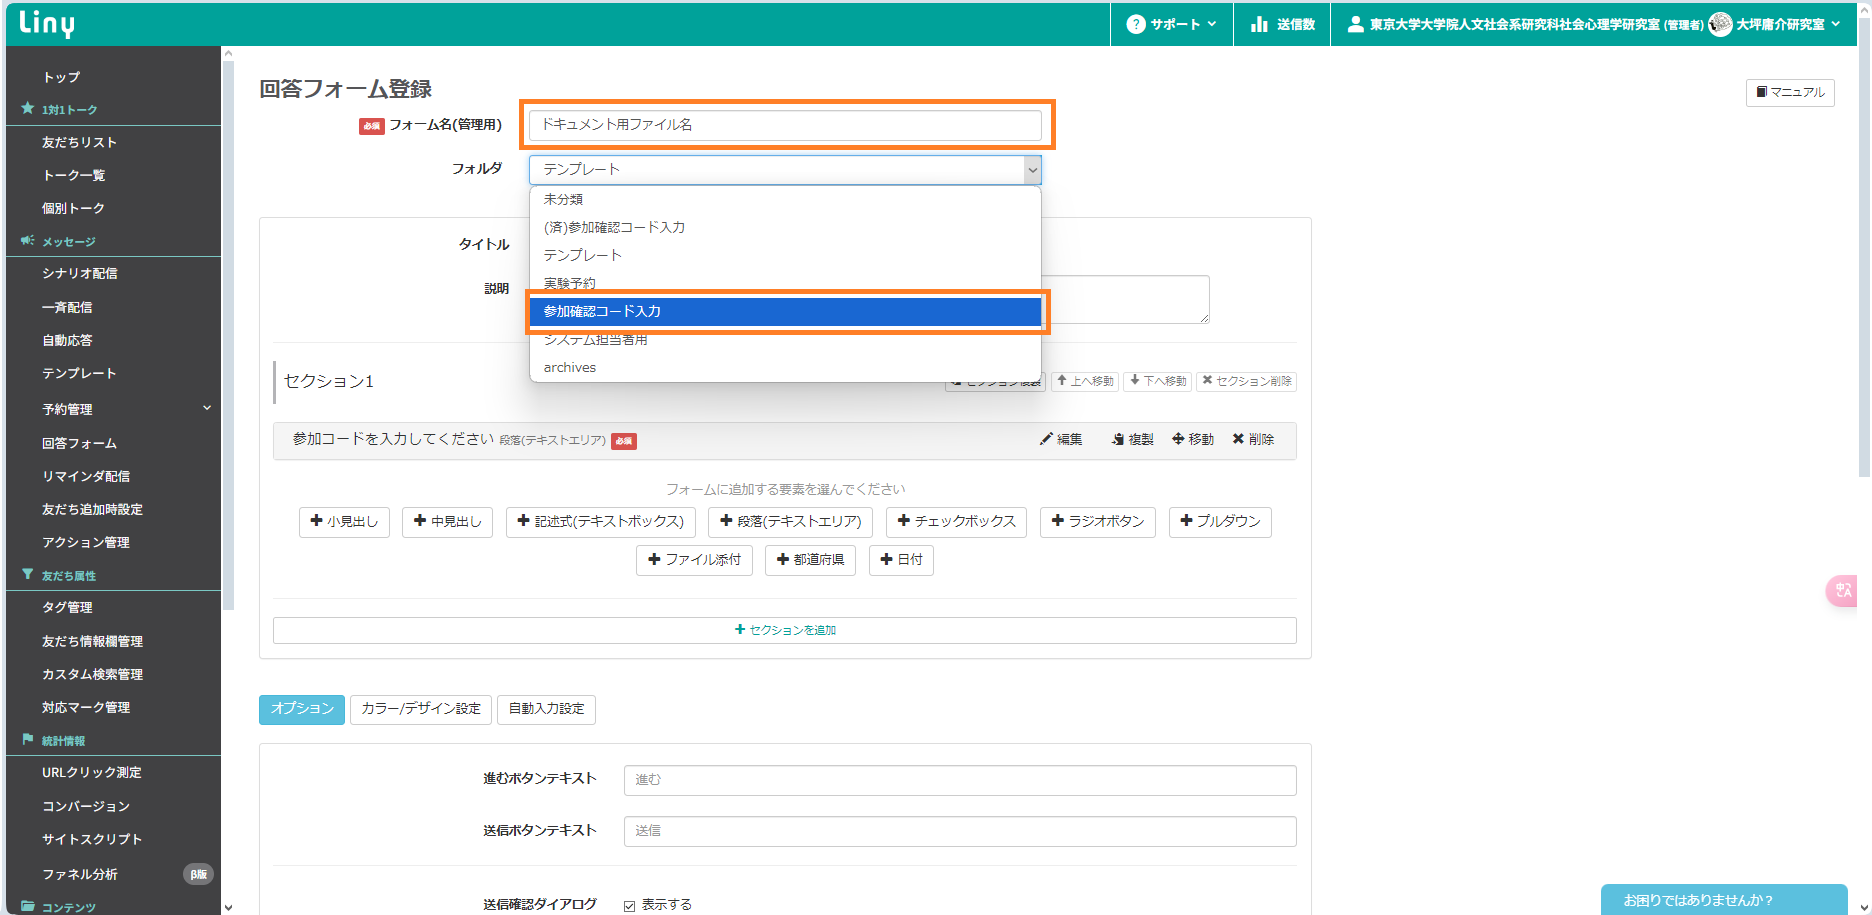 Liny
サポート
送信数
東京大学大学院人文社会系研究科社会心理学研究室 (管理者)
大坪庸介研究室
トップ
1対1トーク
友だちリスト
トーク一覧
個別トーク
メッセージ
シナリオ配信
一斉配信
自動応答
テンプレート
予約管理
回答フォーム
リマインダ配信
友だち追加時設定
アクション管理
友だち属性
タグ管理
友だち情報欄管理
カスタム検索管理
対応マーク管理
統計情報
URLクリック測定
コンバージョン
サイトスクリプト
ファネル分析 β版
コンテンツ
回答フォーム登録
マニュアル
必須 フォーム名(管理用) ドキュメント用ファイル名
フォルダ テンプレート
未分類
(済)参加確認コード入力
テンプレート
実験予約
参加確認コード入力
システム担当者用
archives
タイトル
説明
セクション1
セクション複製 上へ移動 下へ移動 セクション削除
参加コードを入力してください 段落(テキストエリア) 必須 編集 複製 移動 削除
フォームに追加する要素を選んでください
小見出し 中見出し 記述式(テキストボックス) 段落(テキストエリア) チェックボックス ラジオボタン プルダウン
ファイル添付 都道府県 日付
セクションを追加
オプション カラー/デザイン設定 自動入力設定
進むボタンテキスト 進む
送信ボタンテキスト 送信
送信確認ダイアログ 表示する
お困りではありませんか？